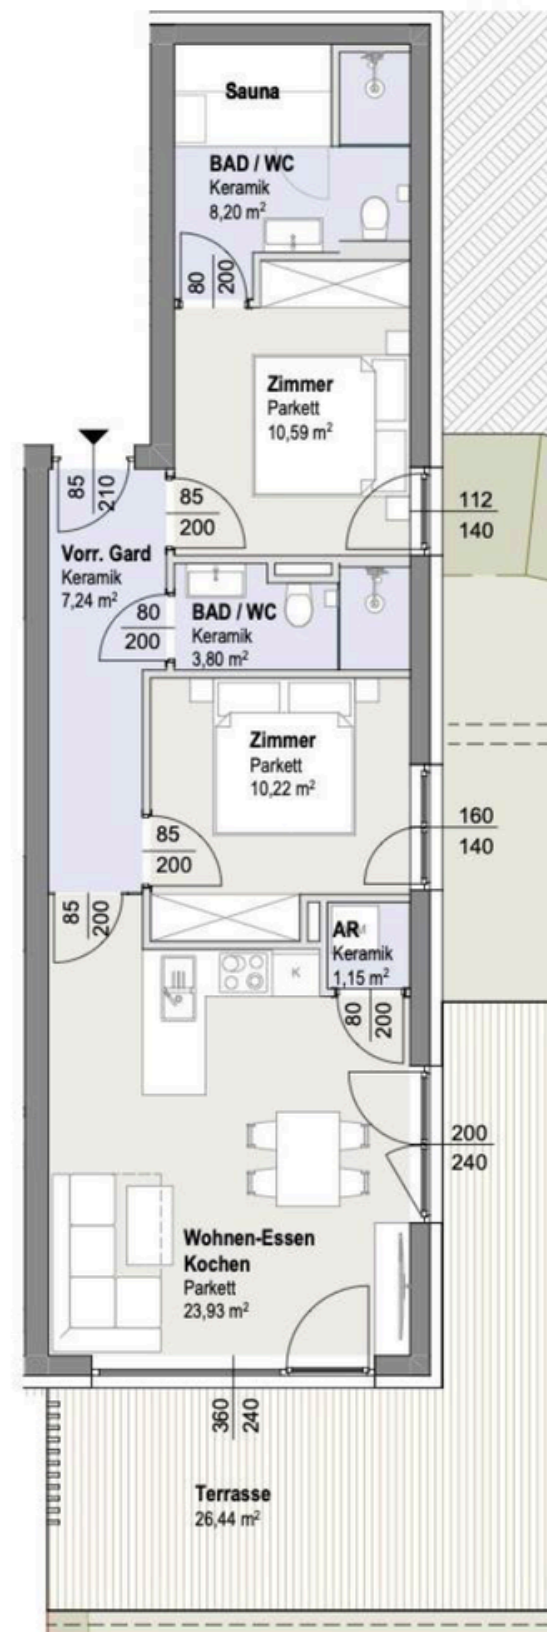 Sauna
BAD / WC
Keramik
8,20 m²
80
200
Zimmer
Parkett
10,59 m²
85
210
85
200
112
140
Vorr. Gard
Keramik
7,24 m²
80
200
BAD / WC
Keramik
3,80 m²
Zimmer
Parkett
10,22 m²
160
140
85
200
85
200
AR
Keramik
1,15 m²
K
80
200
200
240
Wohnen-Essen
Kochen
Parkett
23,93 m²
360
240
Terrasse
26,44 m²